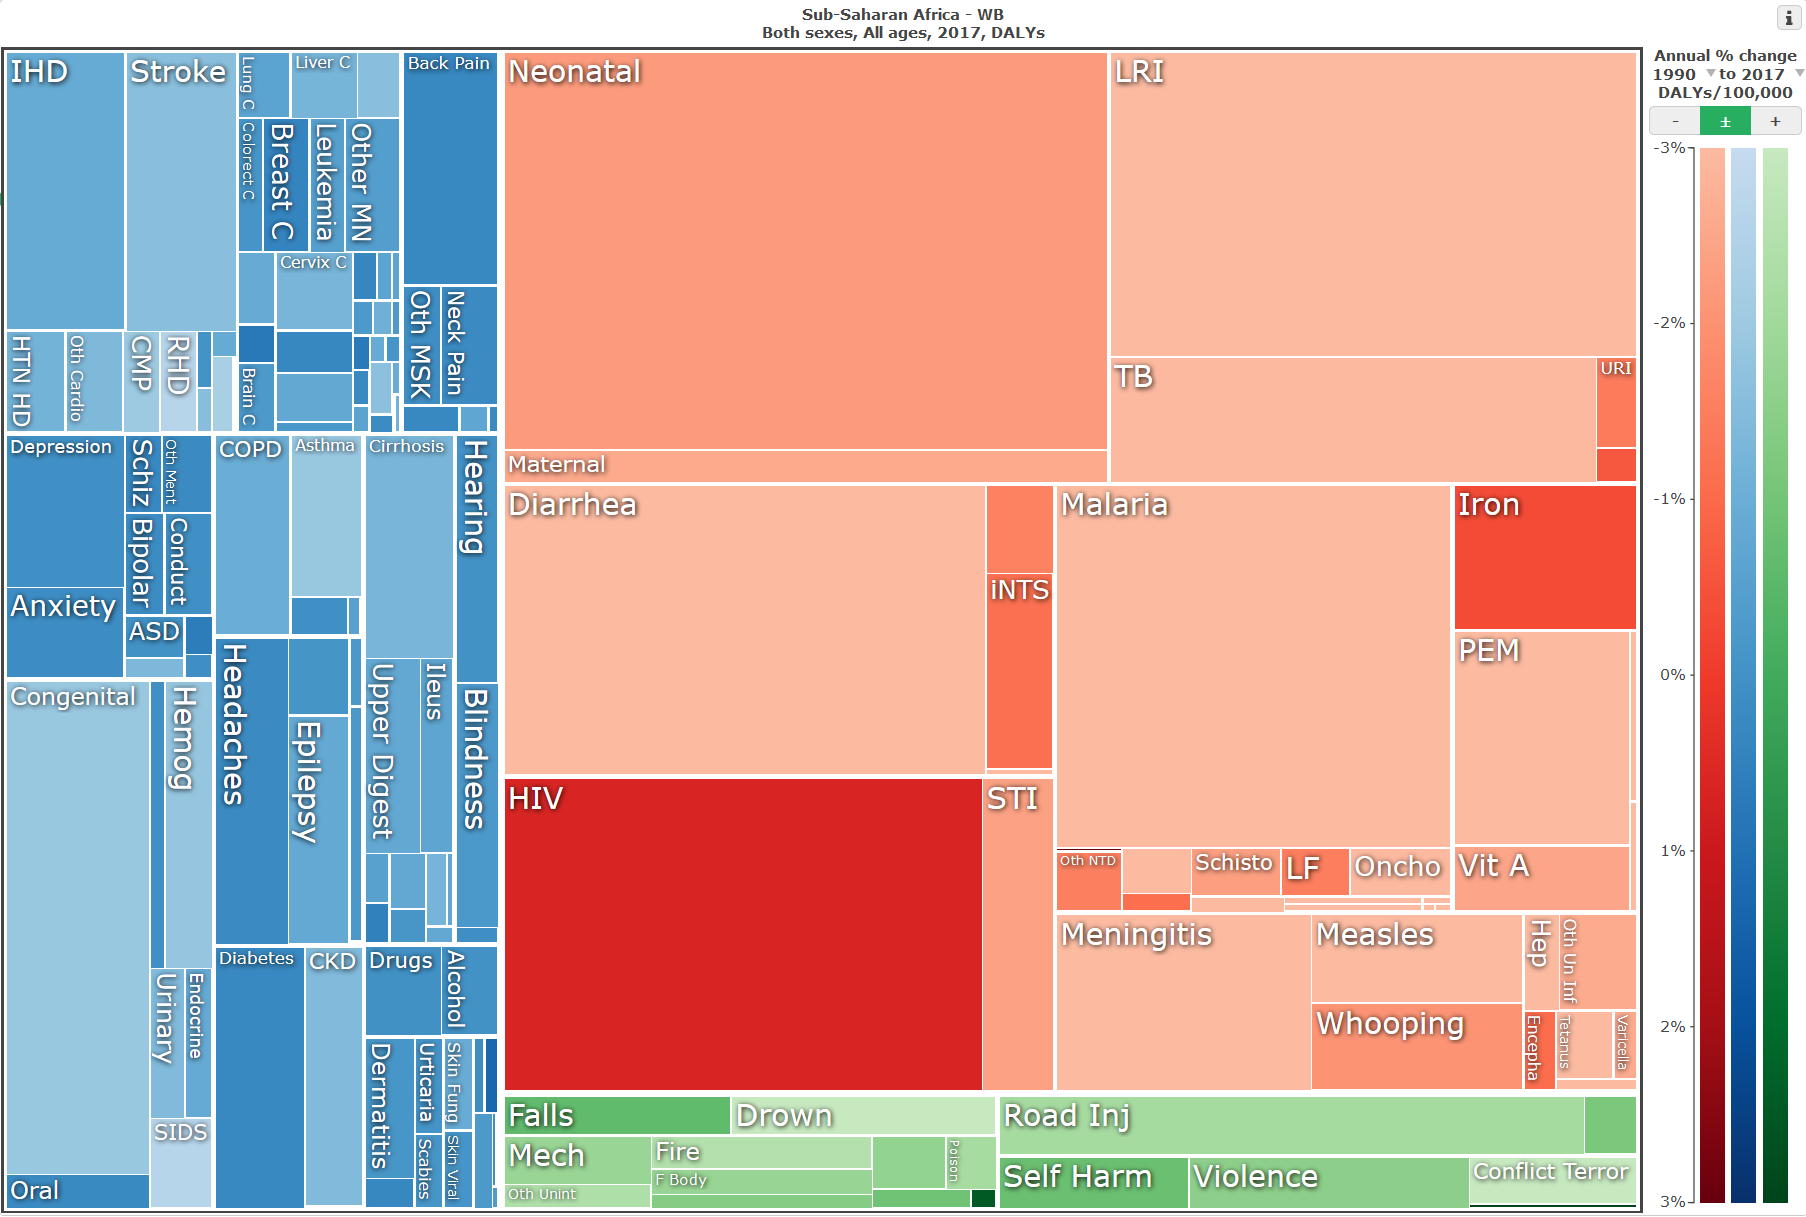 Sub-Saharan Africa - WB
Both sexes, All ages, 2017, DALYs
i
Annual % change
1990 to 2017
DALYs/100,000
- ± +
-3%
-2%
-1%
0%
1%
2%
3%
IHD
Stroke
Lung C
Liver C
Colorect C
Breast C
Leukemia
Other MN
Cervix C
Brain C
HTN HD
Oth Cardio
CMP
RHD
Back Pain
Oth MSK
Neck Pain
Depression
Anxiety
Schiz
Oth Ment
Bipolar
Conduct
ASD
COPD
Asthma
Cirrhosis
Hearing
Headaches
Epilepsy
Upper Digest
Ileus
Blindness
Congenital
Hemog
Urinary
Endocrine
SIDS
Oral
Diabetes
CKD
Drugs
Alcohol
Dermatitis
Urticaria
Scabies
Skin Fung
Skin Viral
Neonatal
Maternal
LRI
TB
URI
Diarrhea
iNTS
HIV
STI
Malaria
Oth NTD
Schisto
LF
Oncho
Iron
PEM
Vit A
Meningitis
Measles
Whooping
Hep
Oth Un Inf
Encepha
Tetanus
Varicella
Falls
Drown
Mech
Fire
F Body
Oth Unint
Poison
Road Inj
Self Harm
Violence
Conflict Terror